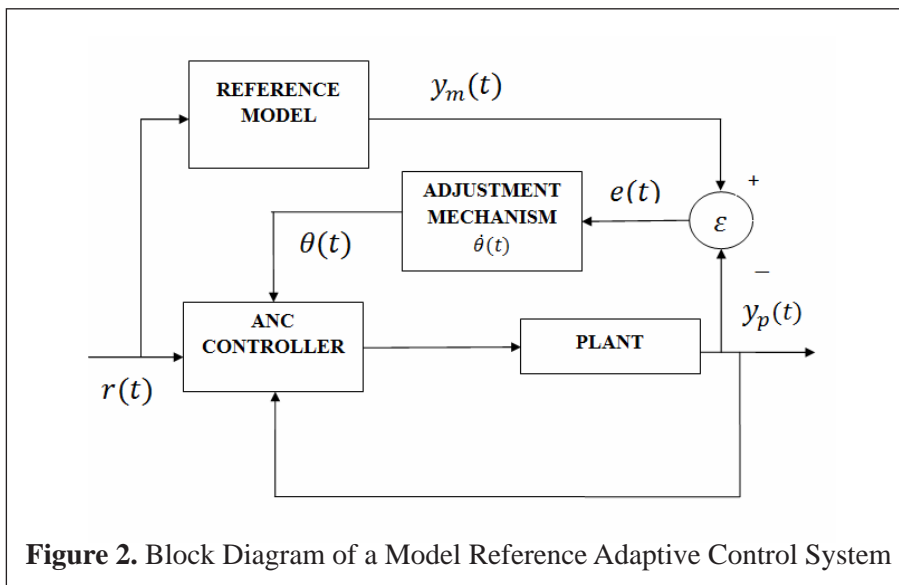 REFERENCE
MODEL
y_m(t)
+
ADJUSTMENT
MECHANISM
θ̇(t)
e(t)
ε
θ(t)
−
ANC
CONTROLLER
PLANT
y_p(t)
r(t)
Figure 2. Block Diagram of a Model Reference Adaptive Control System